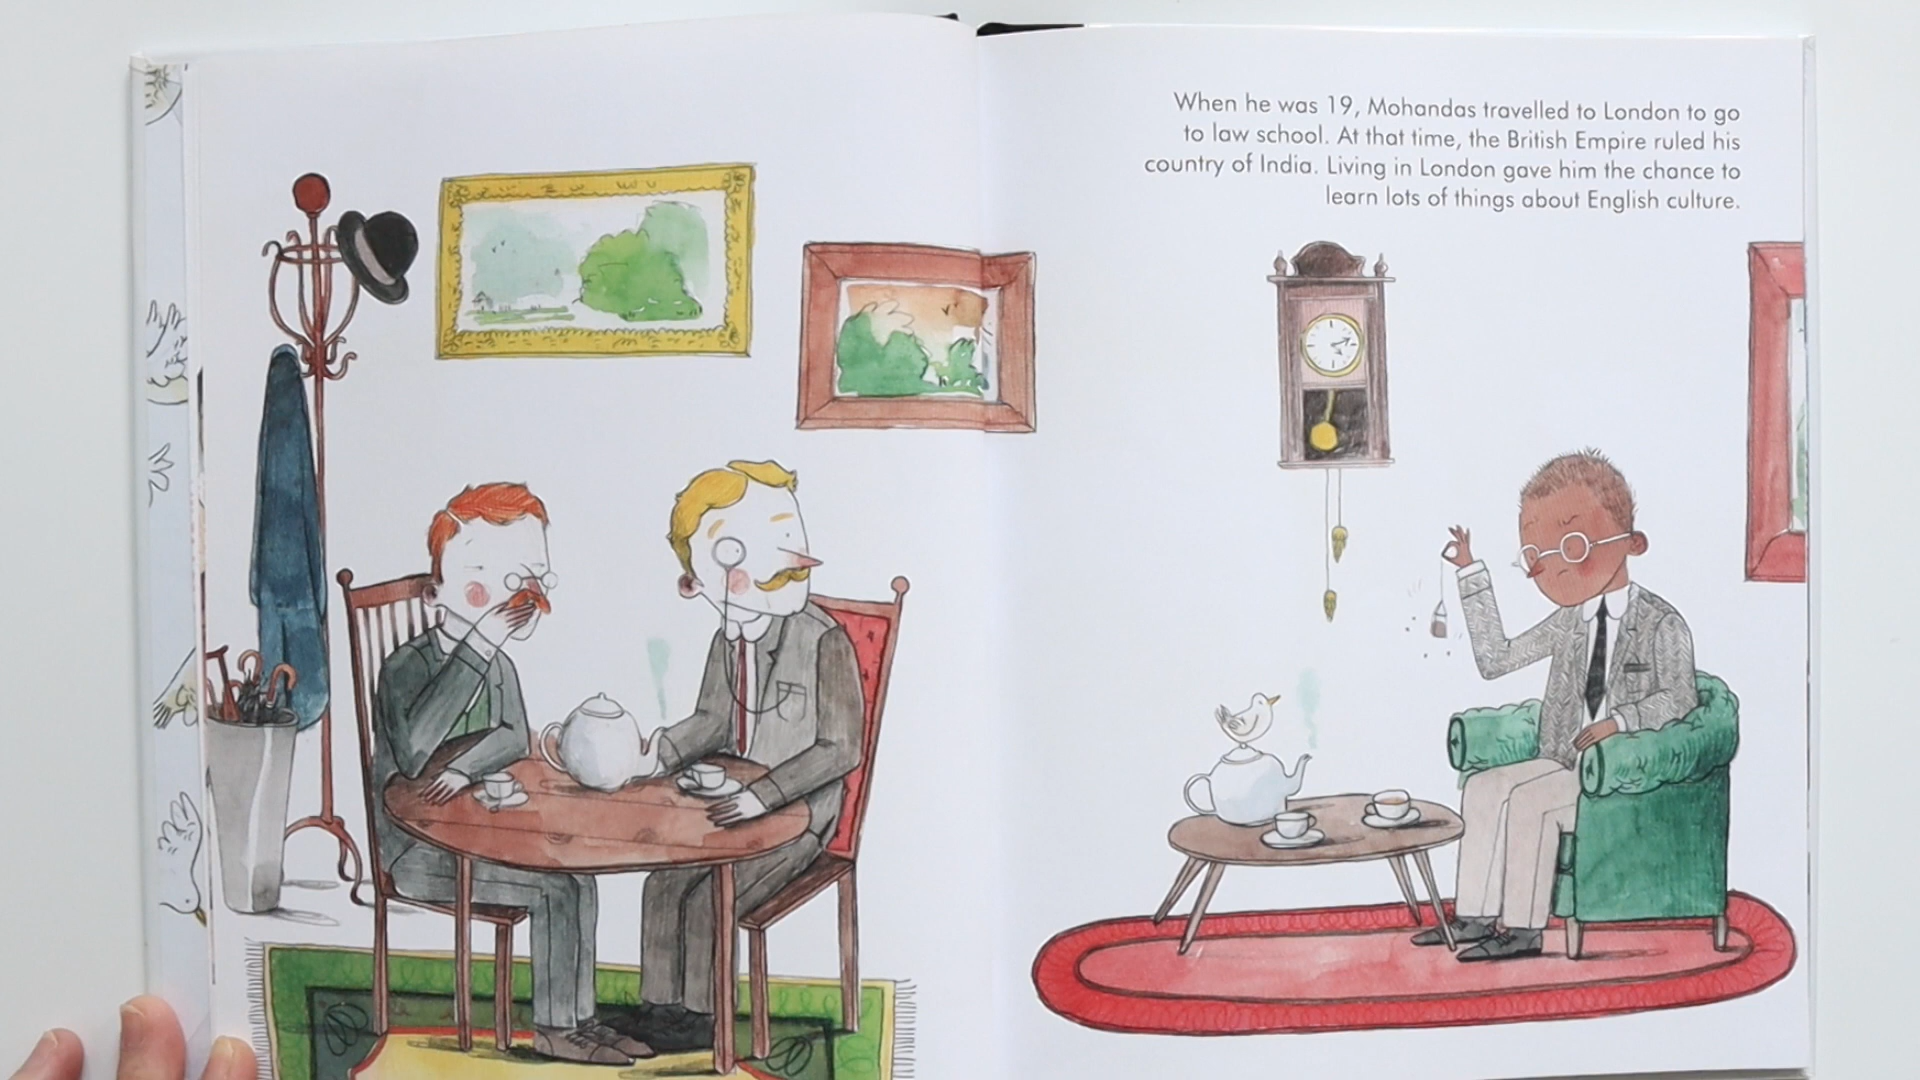 When he was 19, Mohandas travelled to London to go
to law school. At that time, the British Empire ruled his
country of India. Living in London gave him the chance to
learn lots of things about English culture.